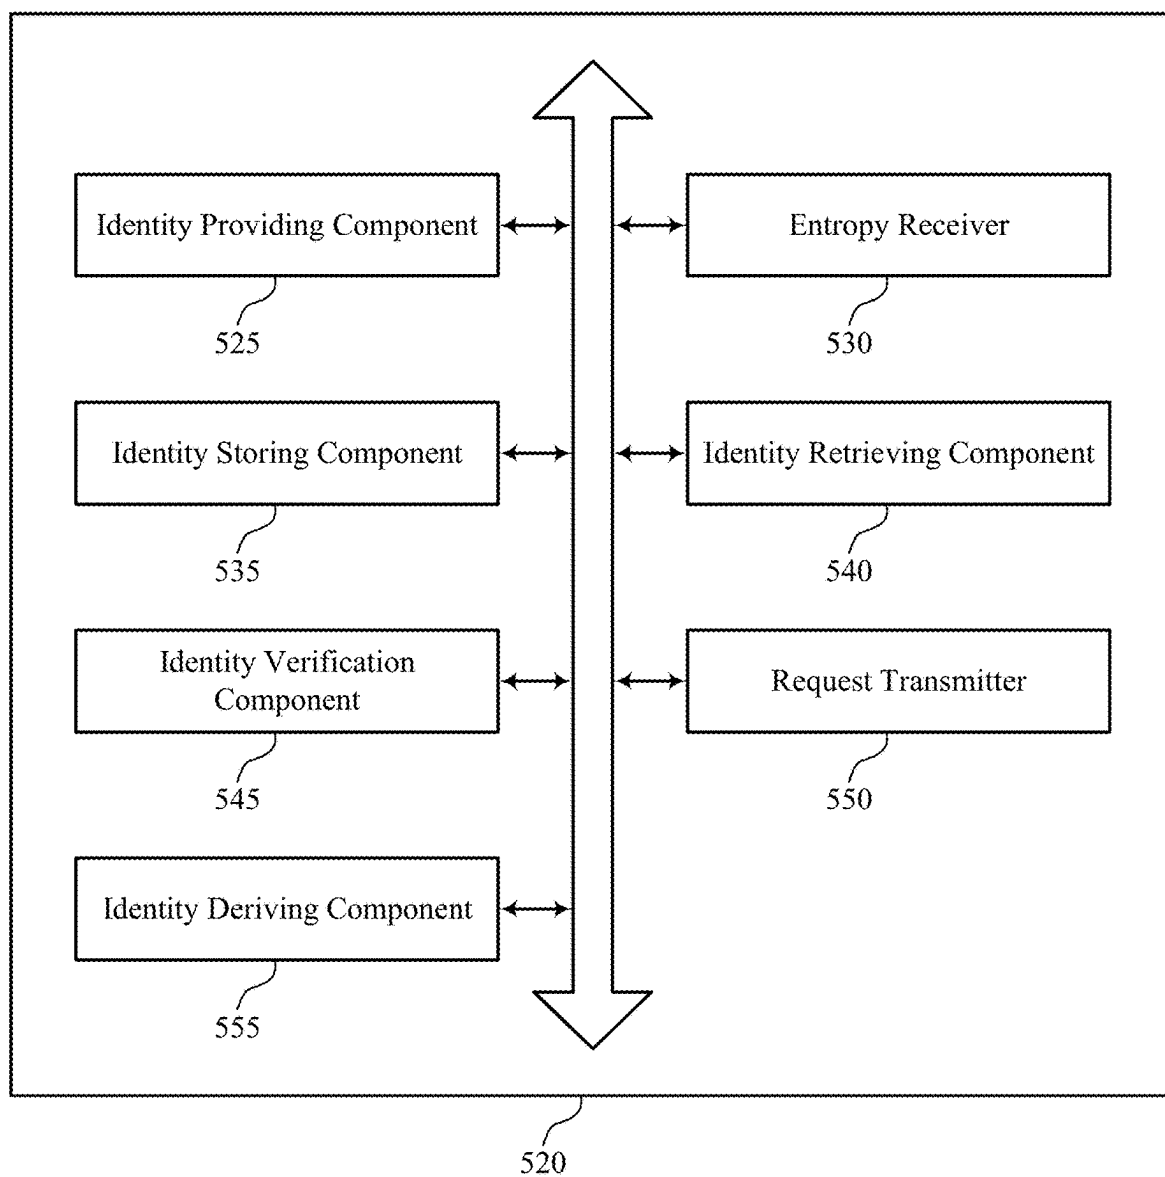 Identity Providing Component
Entropy Receiver
525
530
Identity Storing Component
Identity Retrieving Component
535
540
Identity Verification
Component
Request Transmitter
545
550
Identity Deriving Component
555
520